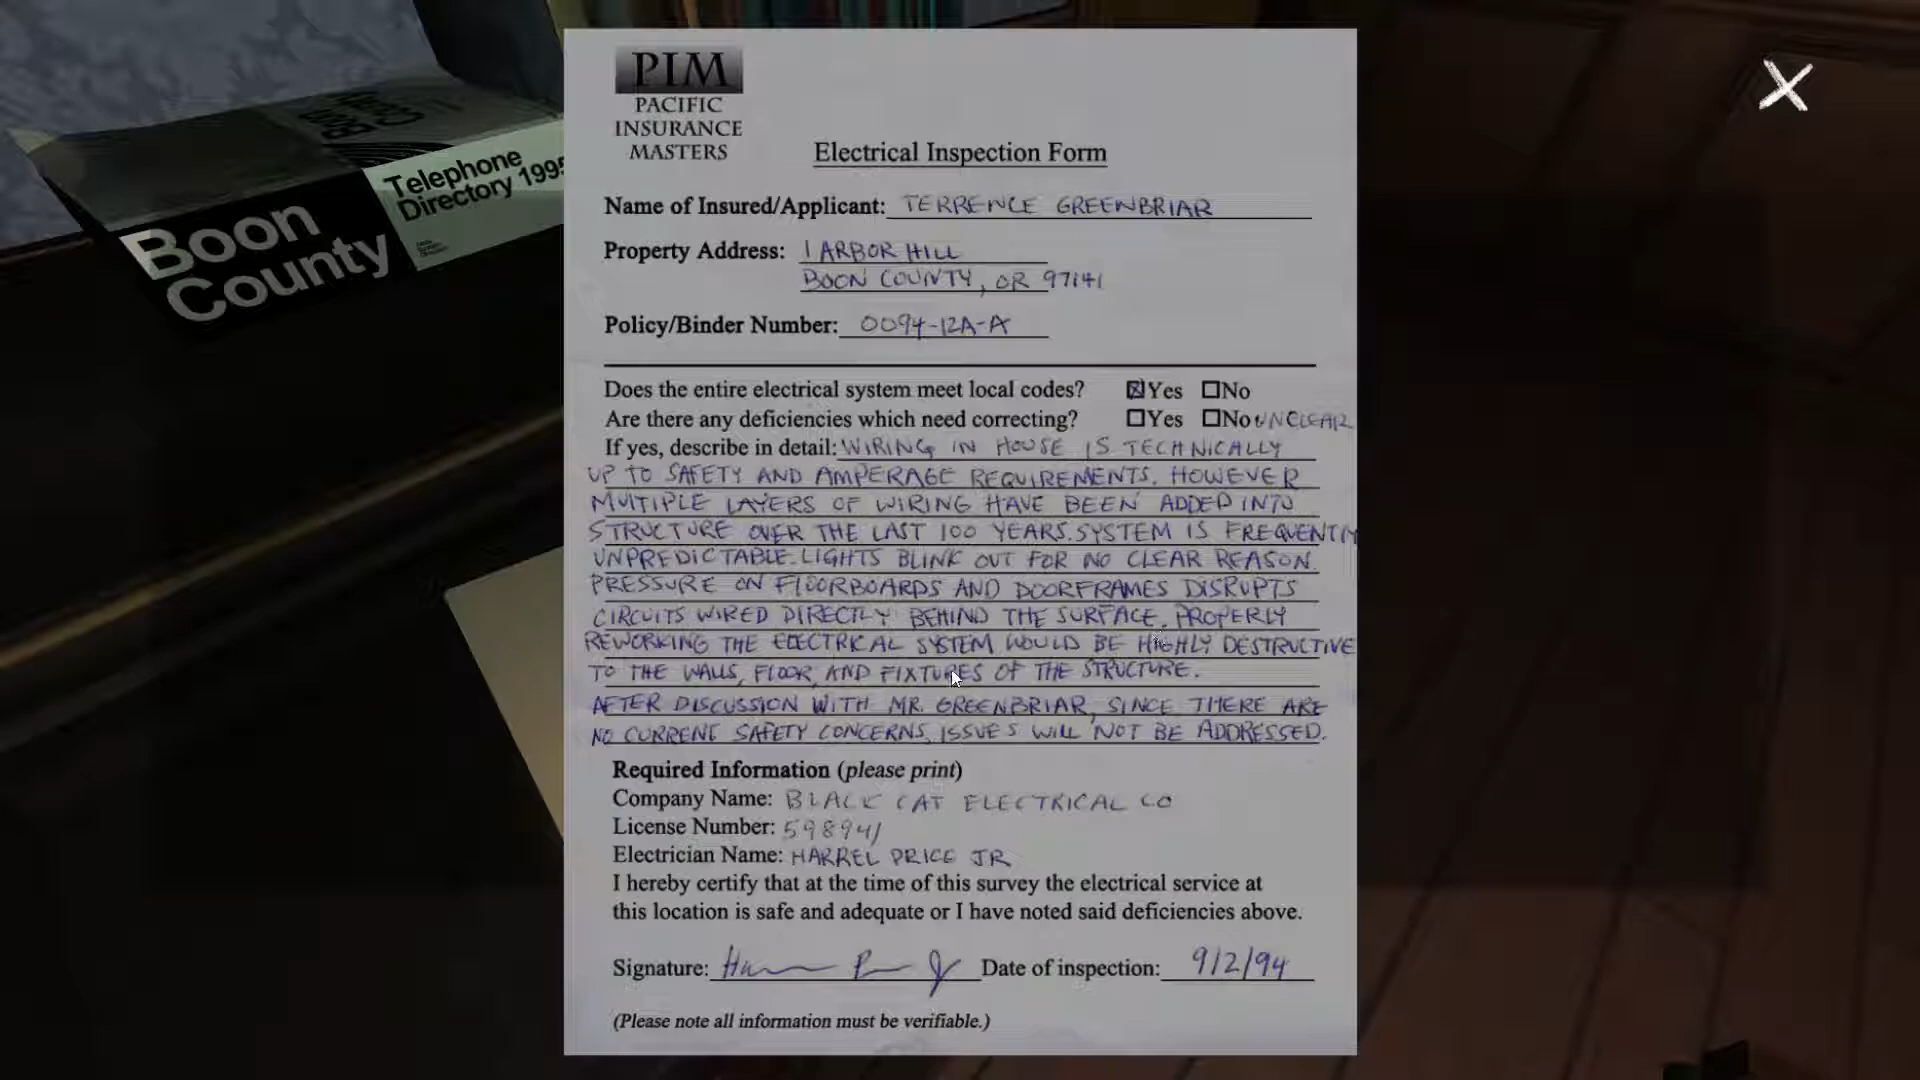 PIM
PACIFIC
INSURANCE
MASTERS
Electrical Inspection Form
Name of Insured/Applicant: TERRENCE GREENBRIAR
Property Address: 1 ARBOR HILL
BOON COUNTY, OR 97141
Policy/Binder Number: 0094-12A-A
Does the entire electrical system meet local codes? ☒Yes ☐No
Are there any deficiencies which need correcting? ☐Yes ☐No UNCLEAR
If yes, describe in detail: WIRING IN HOUSE IS TECHNICALLY
UP TO SAFETY AND AMPERAGE REQUIREMENTS. HOWEVER
MULTIPLE LAYERS OF WIRING HAVE BEEN ADDED INTO
STRUCTURE OVER THE LAST 100 YEARS. SYSTEM IS FREQUENTLY
UNPREDICTABLE. LIGHTS BLINK OUT FOR NO CLEAR REASON.
PRESSURE ON FLOORBOARDS AND DOORFRAMES DISRUPTS
CIRCUITS WIRED DIRECTLY BEHIND THE SURFACE. PROPERLY
REWORKING THE ELECTRICAL SYSTEM WOULD BE HIGHLY DESTRUCTIVE
TO THE WALLS, FLOOR, AND FIXTURES OF THE STRUCTURE.
AFTER DISCUSSION WITH MR. GREENBRIAR, SINCE THERE ARE
NO CURRENT SAFETY CONCERNS, ISSUES WILL NOT BE ADDRESSED.
Required Information (please print)
Company Name: BLACK CAT ELECTRICAL CO
License Number: 598941
Electrician Name: HARREL PRICE JR
I hereby certify that at the time of this survey the electrical service at
this location is safe and adequate or I have noted said deficiencies above.
Signature: Date of inspection: 9/2/94
(Please note all information must be verifiable.)
Boon
County
Telephone
Directory 1995